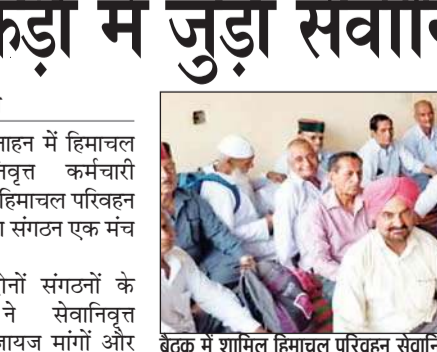 में जुड़ा
नाहन में हिमाचल
कर्मचारी
हिमाचल परिवहन
संगठन एक मंच
संगठनों के
ने सेवानिवृत्त
जायज मांगों और
बैठक में शामिल हिमाचल परिवहन